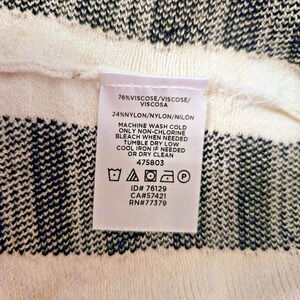 76%VISCOSE/VISCOSE/
VISCOSA
24%NYLON/NYLON/NILÓN
MACHINE WASH COLD
ONLY NON-CHLORINE
BLEACH WHEN NEEDED
TUMBLE DRY LOW
COOL IRON IF NEEDED
OR DRY CLEAN
475803
ID# 76129
CA#57421
RN#77379